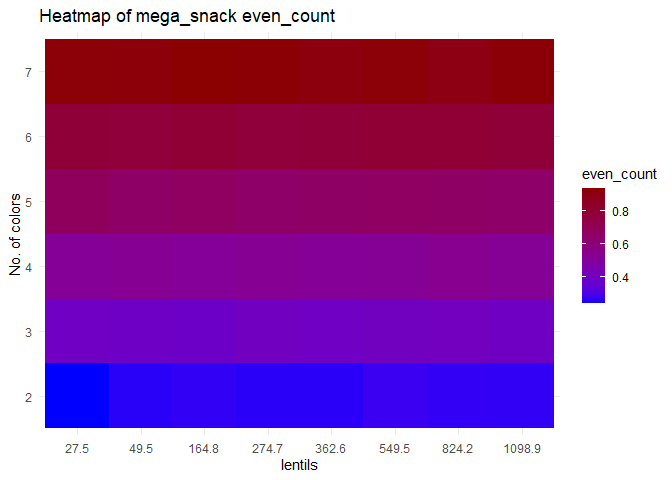 Heatmap of mega_snack even_count
7
6
5
4
3
2
No. of colors
27.5 49.5 164.8 274.7 362.6 549.5 824.2 1098.9
lentils
even_count
0.8
0.6
0.4